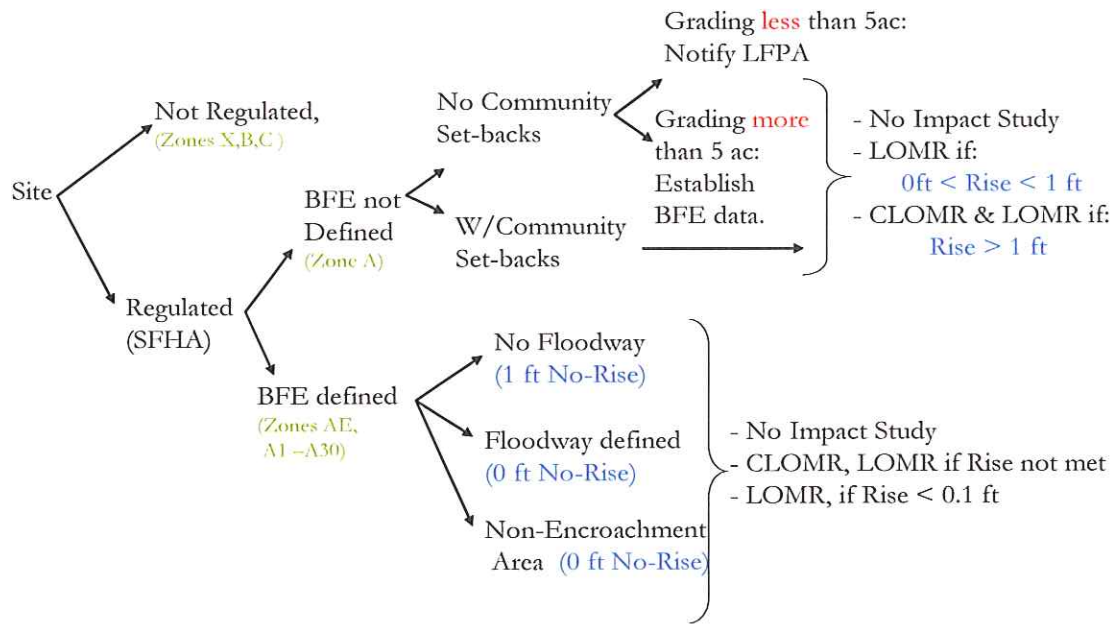 Grading less than 5ac:
Notify LFPA
Not Regulated,
(Zones X,B,C )
No Community
Set-backs
Grading more
than 5 ac:
Establish
BFE data.
- No Impact Study
- LOMR if:
0ft < Rise < 1 ft
- CLOMR & LOMR if:
Rise > 1 ft
Site
BFE not
Defined
(Zone A)
W/Community
Set-backs
Regulated
(SFHA)
No Floodway
(1 ft No-Rise)
BFE defined
(Zones AE,
A1 –A30)
Floodway defined
(0 ft No-Rise)
Non-Encroachment
Area (0 ft No-Rise)
- No Impact Study
- CLOMR, LOMR if Rise not met
- LOMR, if Rise < 0.1 ft